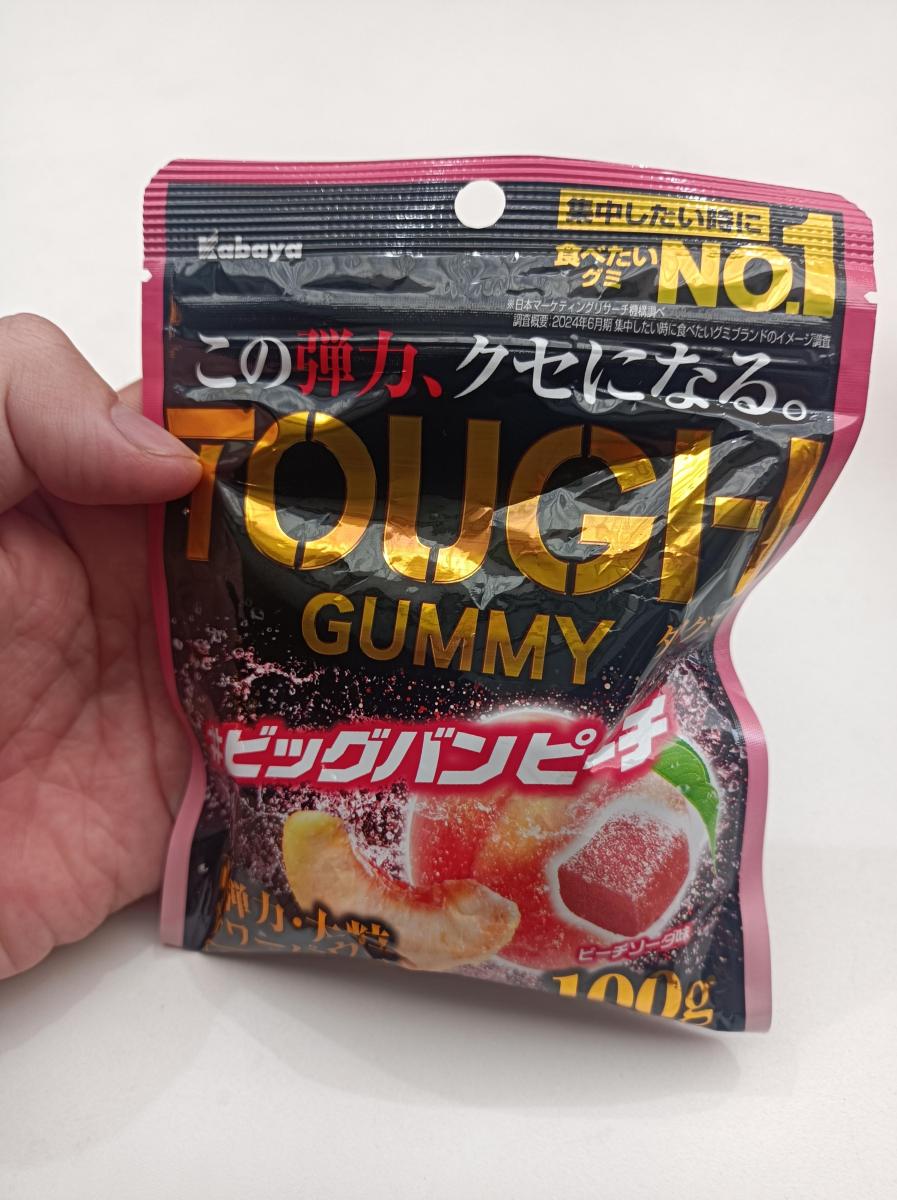 Kabaya
集中したい時に
食べたい
グミ
NO.1
※日本マーケティングリサーチ機構調べ
調査概要:2024年6月期 集中したい時に食べたいグミブランドのイメージ調査
この弾力、クセになる。
TOUGH
GUMMY
ビッグバンピーチ
弾力・大粒
ピーチソーダ味
100g